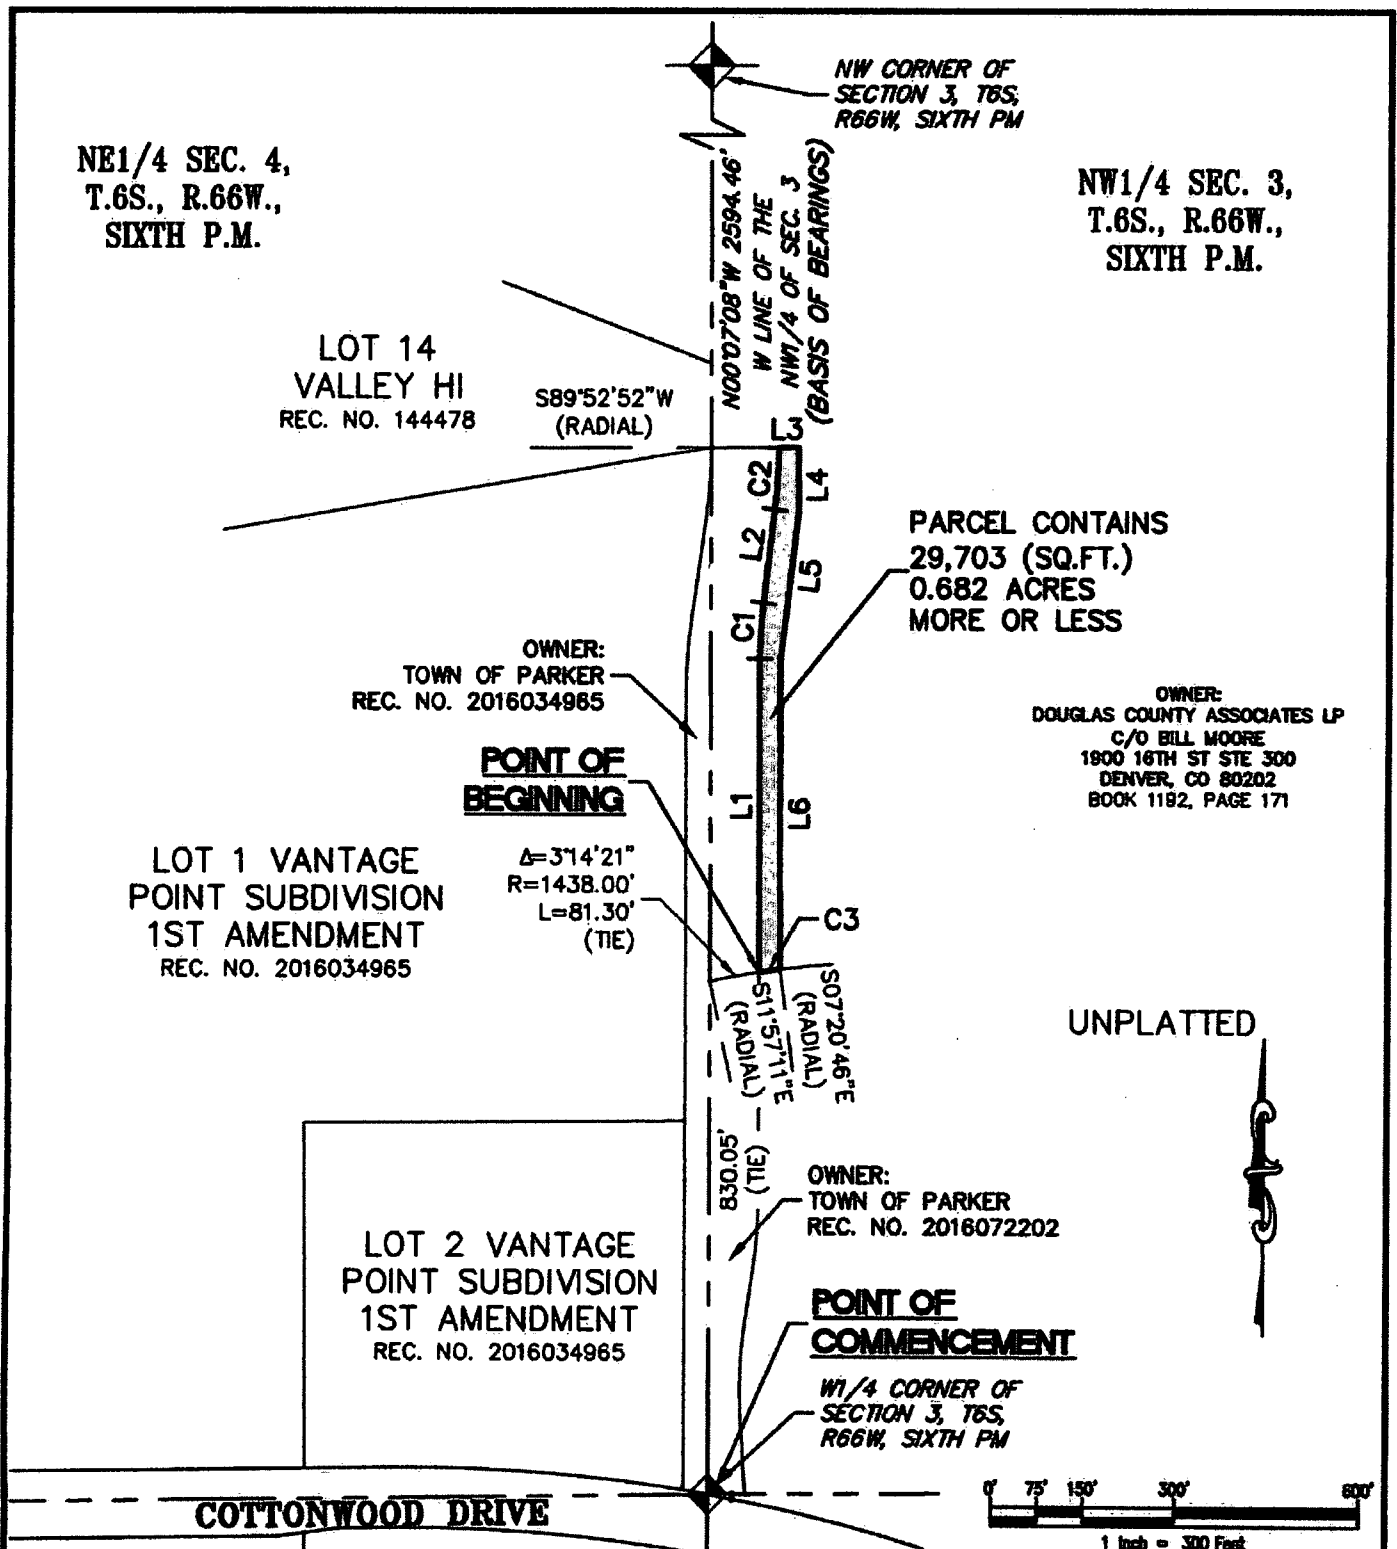 NW CORNER OF
SECTION 3, T6S,
R66W, SIXTH PM
NE1/4 SEC. 4,
T.6S., R.66W.,
SIXTH P.M.
NW1/4 SEC. 3,
T.6S., R.66W.,
SIXTH P.M.
N00°07'08"W 2594.46'
W LINE OF THE
NW1/4 OF SEC. 3
(BASIS OF BEARINGS)
LOT 14
VALLEY HI
REC. NO. 144478
S89°52'52"W
(RADIAL)
L3
C2
L4
L2
L5
C1
PARCEL CONTAINS
29,703 (SQ.FT.)
0.682 ACRES
MORE OR LESS
OWNER:
TOWN OF PARKER
REC. NO. 2016034965
OWNER:
DOUGLAS COUNTY ASSOCIATES LP
C/O BILL MOORE
1900 16TH ST STE 300
DENVER, CO 80202
BOOK 1192, PAGE 171
POINT OF
BEGINNING
L1
L6
Δ=3°14'21"
R=1438.00'
L=81.30'
(TIE)
LOT 1 VANTAGE
POINT SUBDIVISION
1ST AMENDMENT
REC. NO. 2016034965
C3
S11°57'11"E
(RADIAL)
S07°20'46"E
(RADIAL)
UNPLATTED
830.05'
(TIE)
OWNER:
TOWN OF PARKER
REC. NO. 2016072202
LOT 2 VANTAGE
POINT SUBDIVISION
1ST AMENDMENT
REC. NO. 2016034965
POINT OF
COMMENCEMENT
W1/4 CORNER OF
SECTION 3, T6S,
R66W, SIXTH PM
COTTONWOOD DRIVE
0' 75' 150' 300' 600'
1 inch = 300 Feet